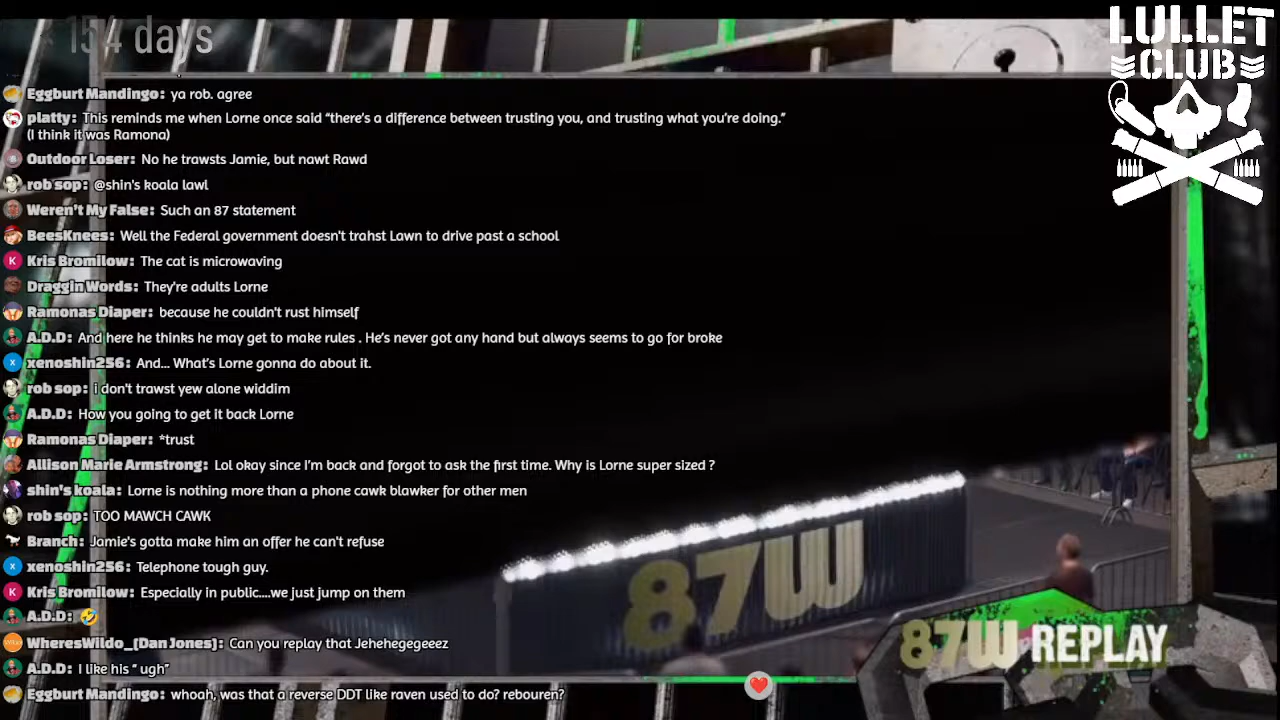 154 days
LULLET
CLUB
Eggburt Mandingo: ya rob. agree
platty: This reminds me when Lorne once said “there’s a difference between trusting you, and trusting what you’re doing.”
(I think it was Ramona)
Outdoor Loser: No he trawsts Jamie, but nawt Rawd
rob sop: @shin's koala lawl
Weren't My False: Such an 87 statement
BeesKnees: Well the Federal government doesn't trahst Lawn to drive past a school
K Kris Bromilow: The cat is microwaving
Draggin Words: They're adults Lorne
Ramonas Diaper: because he couldn't rust himself
A.D.D: And here he thinks he may get to make rules . He’s never got any hand but always seems to go for broke
x xenoshin256: And... What's Lorne gonna do about it.
rob sop: i don't trawst yew alone widdim
A.D.D: How you going to get it back Lorne
Ramonas Diaper: *trust
Allison Marie Armstrong: Lol okay since I’m back and forgot to ask the first time. Why is Lorne super sized ?
shin's koala: Lorne is nothing more than a phone cawk blawker for other men
rob sop: TOO MAWCH CAWK
Branch: Jamie's gotta make him an offer he can't refuse
x xenoshin256: Telephone tough guy.
K Kris Bromilow: Especially in public....we just jump on them
A.D.D: 🤣
WheresWildo_[Dan Jones]: Can you replay that Jehehegegeeez
A.D.D: I like his “ ugh”
Eggburt Mandingo: whoah, was that a reverse DDT like raven used to do? rebouren?
87W
87W REPLAY